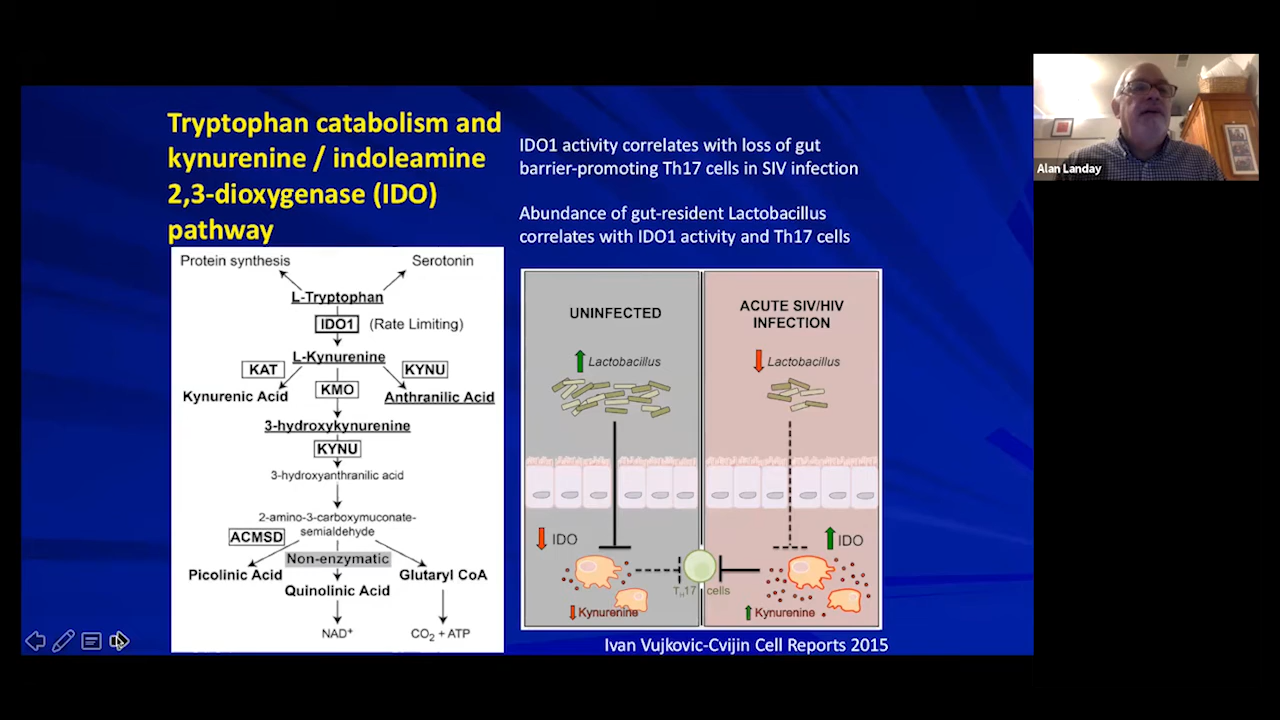 Tryptophan catabolism and
kynurenine / indoleamine
2,3-dioxygenase (IDO)
pathway
Protein synthesis
Serotonin
L-Tryptophan
IDO1 (Rate Limiting)
L-Kynurenine
KAT
KYNU
KMO
Kynurenic Acid
Anthranilic Acid
3-hydroxykynurenine
KYNU
3-hydroxyanthranilic acid
2-amino-3-carboxymuconate-
semialdehyde
ACMSD
Non-enzymatic
Picolinic Acid
Glutaryl CoA
Quinolinic Acid
NAD⁺
CO₂ + ATP
IDO1 activity correlates with loss of gut
barrier-promoting Th17 cells in SIV infection
Abundance of gut-resident Lactobacillus
correlates with IDO1 activity and Th17 cells
UNINFECTED
Lactobacillus
IDO
Kynurenine
ACUTE SIV/HIV
INFECTION
Lactobacillus
IDO
Kynurenine
TH17 cells
Ivan Vujkovic-Cvijin Cell Reports 2015
Alan Landay